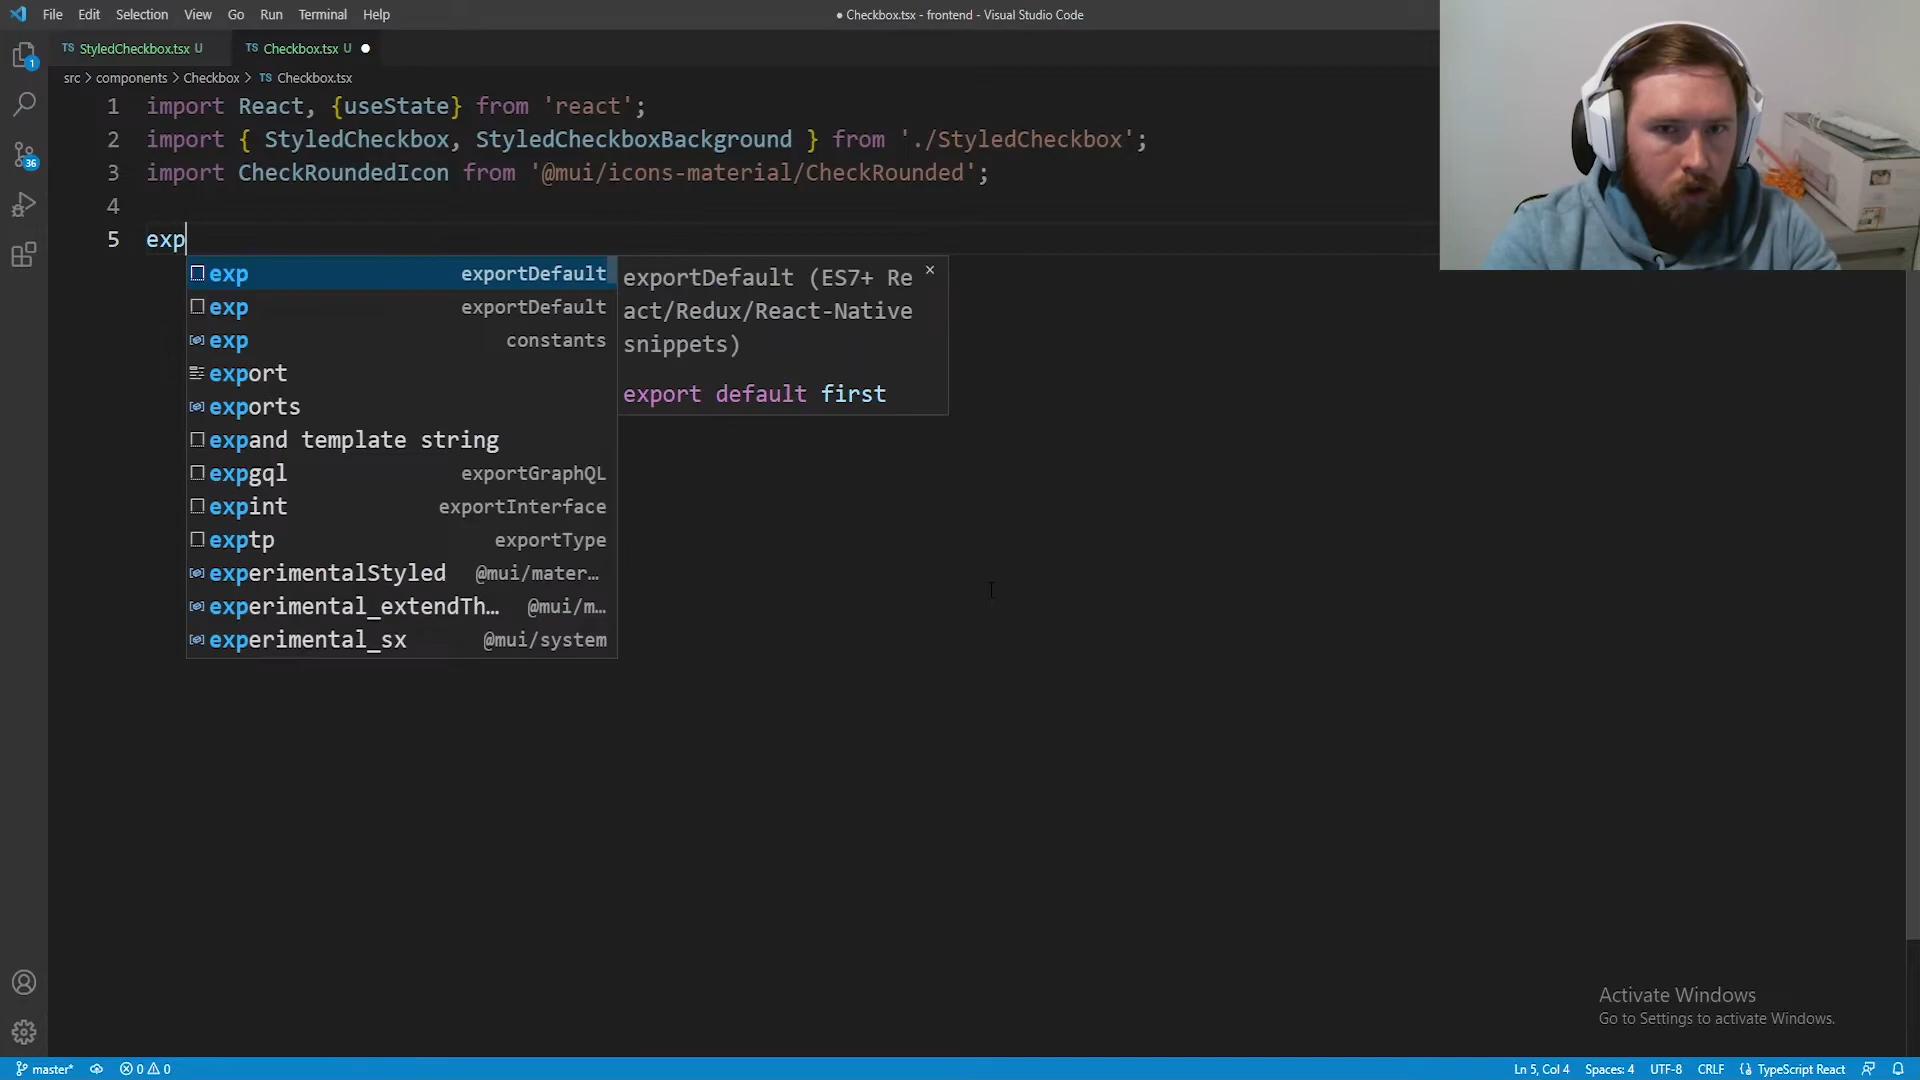 File Edit Selection View Go Run Terminal Help
● Checkbox.tsx - frontend - Visual Studio Code
TS StyledCheckbox.tsx U
TS Checkbox.tsx U ●
src > components > Checkbox > TS Checkbox.tsx
1 import React, {useState} from 'react';
2 import { StyledCheckbox, StyledCheckboxBackground } from './StyledCheckbox';
3 import CheckRoundedIcon from '@mui/icons-material/CheckRounded';
4
5 exp
exp exportDefault
exp exportDefault
exp constants
export
exports
expand template string
expgql exportGraphQL
expint exportInterface
exptp exportType
experimentalStyled @mui/mater…
experimental_extendTh… @mui/m…
experimental_sx @mui/system
exportDefault (ES7+ Re
act/Redux/React-Native
snippets)
export default first
1
36
Activate Windows
Go to Settings to activate Windows.
master* 0 0
Ln 5, Col 4 Spaces: 4 UTF-8 CRLF TypeScript React